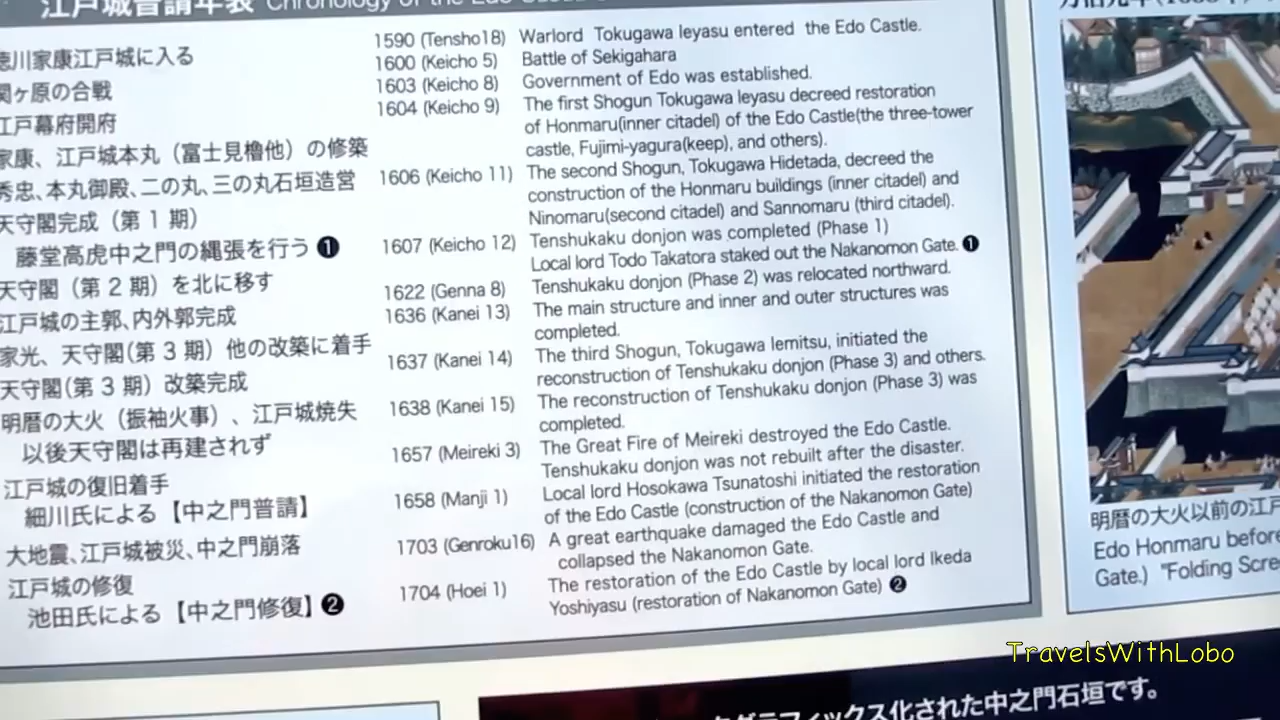 江戸城普請年表 Chronology of the Edo Castle
徳川家康江戸城に入る
関ヶ原の合戦
江戸幕府開府
家康、江戸城本丸（富士見櫓他）の修築
秀忠、本丸御殿、二の丸、三の丸石垣造営
天守閣完成（第1期）
藤堂高虎中之門の縄張を行う ❶
天守閣（第2期）を北に移す
江戸城の主郭、内外郭完成
家光、天守閣(第3期）他の改築に着手
天守閣(第3期）改築完成
明暦の大火（振袖火事）、江戸城焼失
以後天守閣は再建されず
江戸城の復旧着手
細川氏による【中之門普請】
大地震、江戸城被災、中之門崩落
江戸城の修復
池田氏による【中之門修復】❷
1590 (Tensho18) Warlord Tokugawa Ieyasu entered the Edo Castle.
1600 (Keicho 5) Battle of Sekigahara
1603 (Keicho 8) Government of Edo was established.
1604 (Keicho 9) The first Shogun Tokugawa Ieyasu decreed restoration
of Honmaru(inner citadel) of the Edo Castle(the three-tower
castle, Fujimi-yagura(keep), and others).
1606 (Keicho 11) The second Shogun, Tokugawa Hidetada, decreed the
construction of the Honmaru buildings (inner citadel) and
Ninomaru(second citadel) and Sannomaru (third citadel).
1607 (Keicho 12) Tenshukaku donjon was completed (Phase 1)
Local lord Todo Takatora staked out the Nakanomon Gate. ❶
1622 (Genna 8) Tenshukaku donjon (Phase 2) was relocated northward.
1636 (Kanei 13) The main structure and inner and outer structures was
completed.
1637 (Kanei 14) The third Shogun, Tokugawa Iemitsu, initiated the
reconstruction of Tenshukaku donjon (Phase 3) and others.
1638 (Kanei 15) The reconstruction of Tenshukaku donjon (Phase 3) was
completed.
1657 (Meireki 3) The Great Fire of Meireki destroyed the Edo Castle.
Tenshukaku donjon was not rebuilt after the disaster.
1658 (Manji 1) Local lord Hosokawa Tsunatoshi initiated the restoration
of the Edo Castle (construction of the Nakanomon Gate)
1703 (Genroku16) A great earthquake damaged the Edo Castle and
collapsed the Nakanomon Gate.
1704 (Hoei 1) The restoration of the Edo Castle by local lord Ikeda
Yoshiyasu (restoration of Nakanomon Gate) ❷
明暦の大火以前の江戸
Edo Honmaru before
Gate.) "Folding Scre
TravelsWithLobo
グラフィックス化された中之門石垣です。